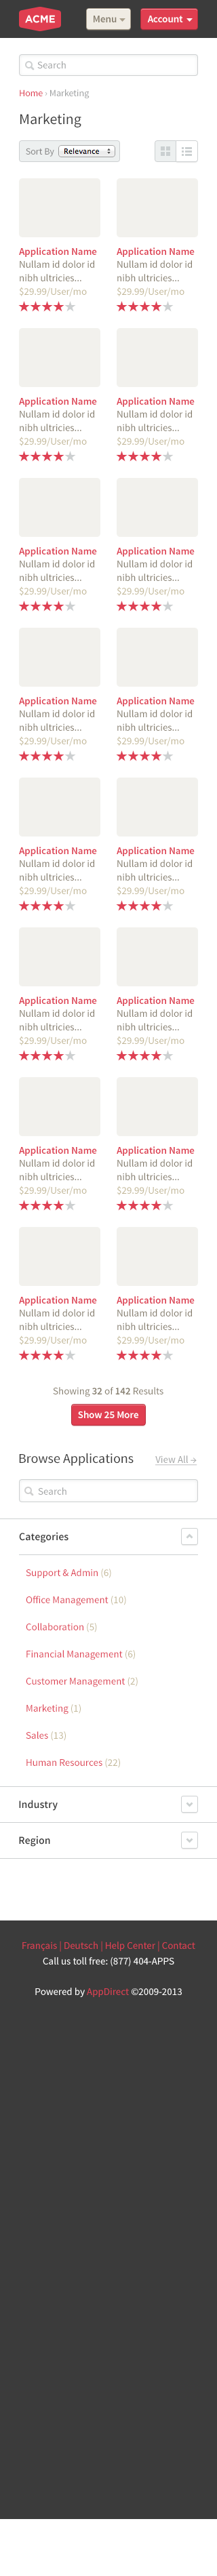 ACME Menu Account
Search
Home › Marketing
Marketing
Sort By Relevance
Application Name Application Name
Nullam id dolor id Nullam id dolor id
nibh ultricies... nibh ultricies...
$29.99/User/mo $29.99/User/mo
Application Name Application Name
Nullam id dolor id Nullam id dolor id
nibh ultricies... nibh ultricies...
$29.99/User/mo $29.99/User/mo
Application Name Application Name
Nullam id dolor id Nullam id dolor id
nibh ultricies... nibh ultricies...
$29.99/User/mo $29.99/User/mo
Application Name Application Name
Nullam id dolor id Nullam id dolor id
nibh ultricies... nibh ultricies...
$29.99/User/mo $29.99/User/mo
Application Name Application Name
Nullam id dolor id Nullam id dolor id
nibh ultricies... nibh ultricies...
$29.99/User/mo $29.99/User/mo
Application Name Application Name
Nullam id dolor id Nullam id dolor id
nibh ultricies... nibh ultricies...
$29.99/User/mo $29.99/User/mo
Application Name Application Name
Nullam id dolor id Nullam id dolor id
nibh ultricies... nibh ultricies...
$29.99/User/mo $29.99/User/mo
Application Name Application Name
Nullam id dolor id Nullam id dolor id
nibh ultricies... nibh ultricies...
$29.99/User/mo $29.99/User/mo
Showing 32 of 142 Results
Show 25 More
Browse Applications View All →
Search
Categories
Support & Admin (6)
Office Management (10)
Collaboration (5)
Financial Management (6)
Customer Management (2)
Marketing (1)
Sales (13)
Human Resources (22)
Industry
Region
Français | Deutsch | Help Center | Contact
Call us toll free: (877) 404-APPS
Powered by AppDirect ©2009-2013